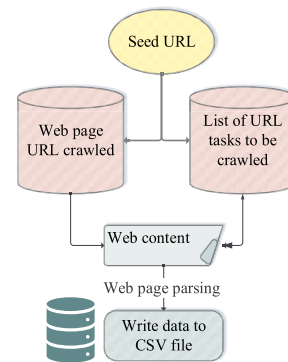 Seed URL
Web page
URL crawled
List of URL
tasks to be
crawled
Web content
Web page parsing
Write data to
CSV file